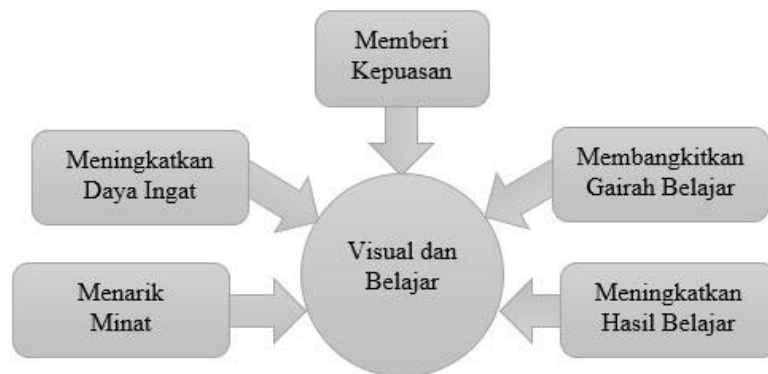 Memberi
Kepuasan
Meningkatkan
Daya Ingat
Membangkitkan
Gairah Belajar
Visual dan
Belajar
Menarik
Minat
Meningkatkan
Hasil Belajar